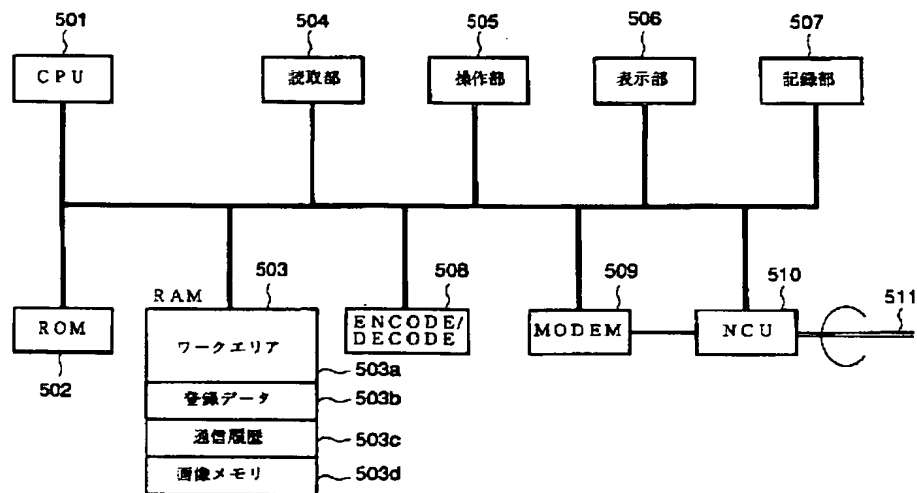 501
504
505
506
507
CPU
読取部
操作部
表示部
記録部
503
508
509
510
511
RAM
ROM
ワークエリア
ENCODE/
DECODE
MODEM
NCU
502
503a
登録データ
503b
通信履歴
503c
画像メモリ
503d